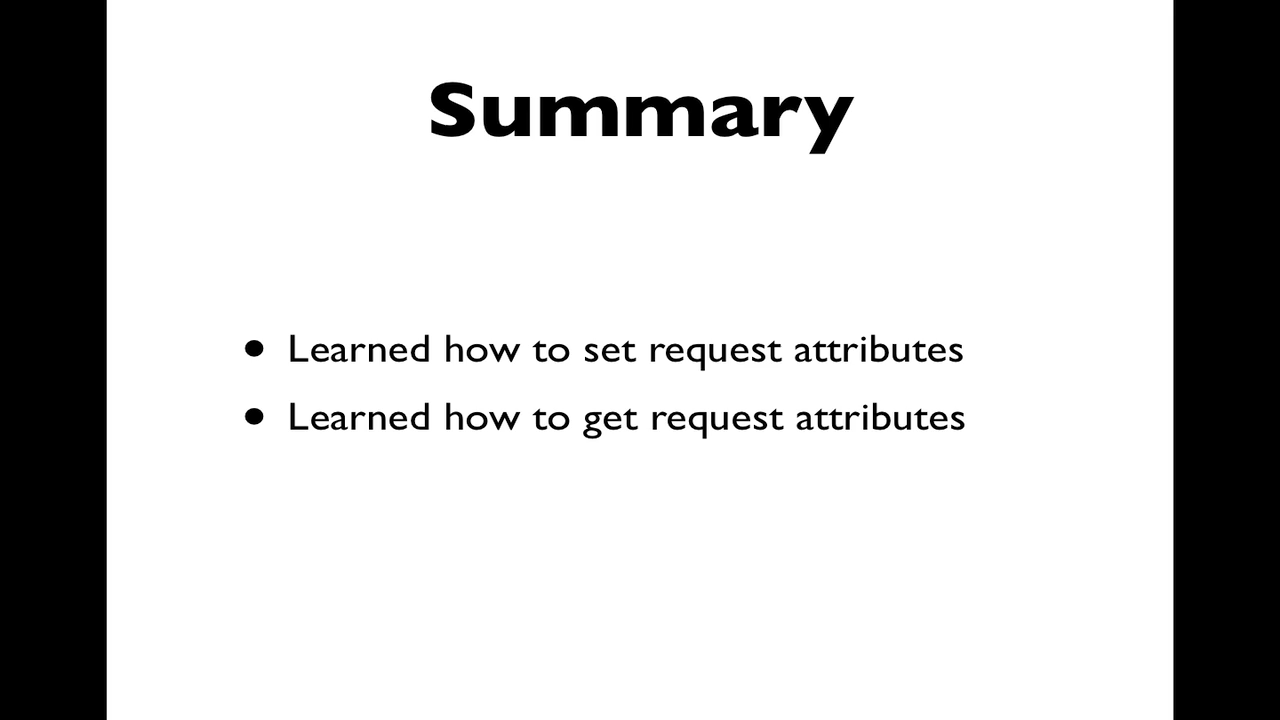 Summary
• Learned how to set request attributes
• Learned how to get request attributes